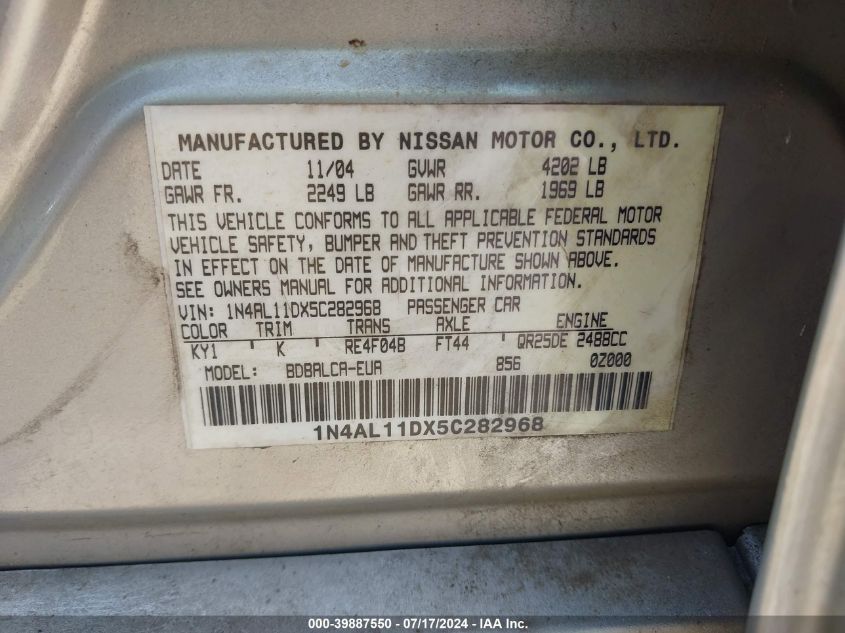 MANUFACTURED BY NISSAN MOTOR CO., LTD.
DATE 11/04 GVWR 4202 LB
GAWR FR. 2249 LB GAWR RR. 1969 LB
THIS VEHICLE CONFORMS TO ALL APPLICABLE FEDERAL MOTOR
VEHICLE SAFETY, BUMPER AND THEFT PREVENTION STANDARDS
IN EFFECT ON THE DATE OF MANUFACTURE SHOWN ABOVE.
SEE OWNERS MANUAL FOR ADDITIONAL INFORMATION.
VIN: 1N4AL11DX5C282968 PASSENGER CAR
COLOR TRIM TRANS AXLE ENGINE
KY1 ' K RE4F04B FT44 ' QR25DE 2488CC
MODEL: BDBALCA-EUA 856 0Z000
1N4AL11DX5C282968
000-39887550 - 07/17/2024 - IAA Inc.